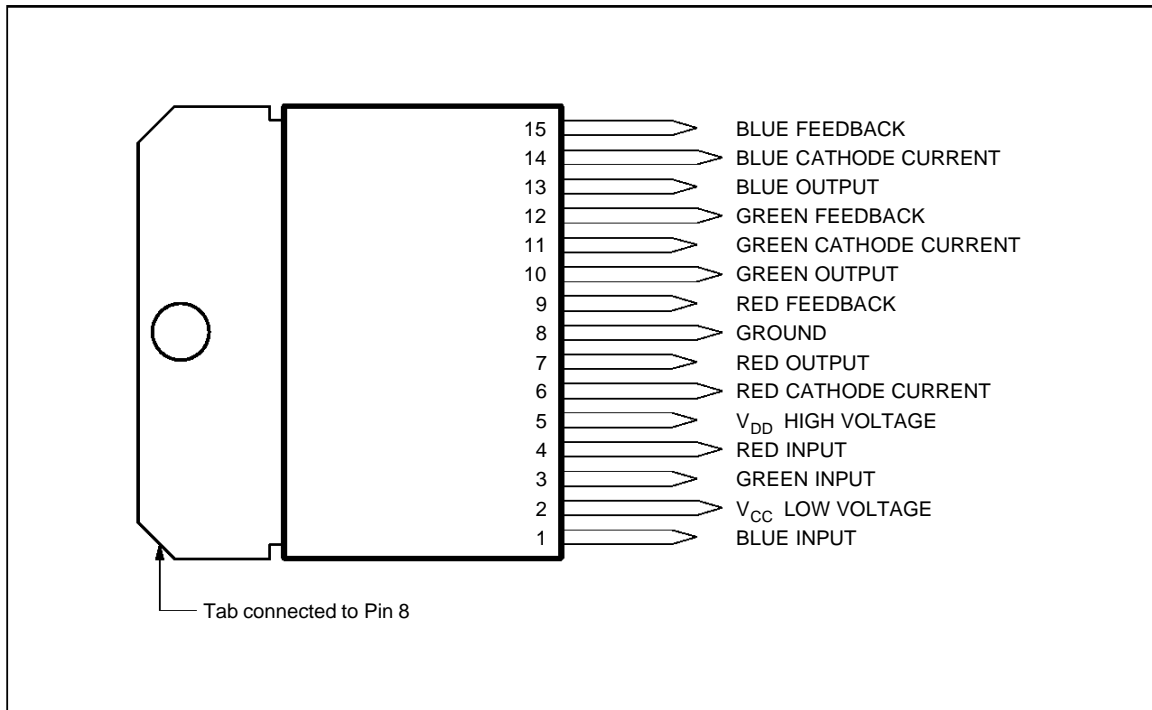 15 BLUE FEEDBACK
14 BLUE CATHODE CURRENT
13 BLUE OUTPUT
12 GREEN FEEDBACK
11 GREEN CATHODE CURRENT
10 GREEN OUTPUT
9 RED FEEDBACK
8 GROUND
7 RED OUTPUT
6 RED CATHODE CURRENT
5 VDD HIGH VOLTAGE
4 RED INPUT
3 GREEN INPUT
2 VCC LOW VOLTAGE
1 BLUE INPUT
Tab connected to Pin 8